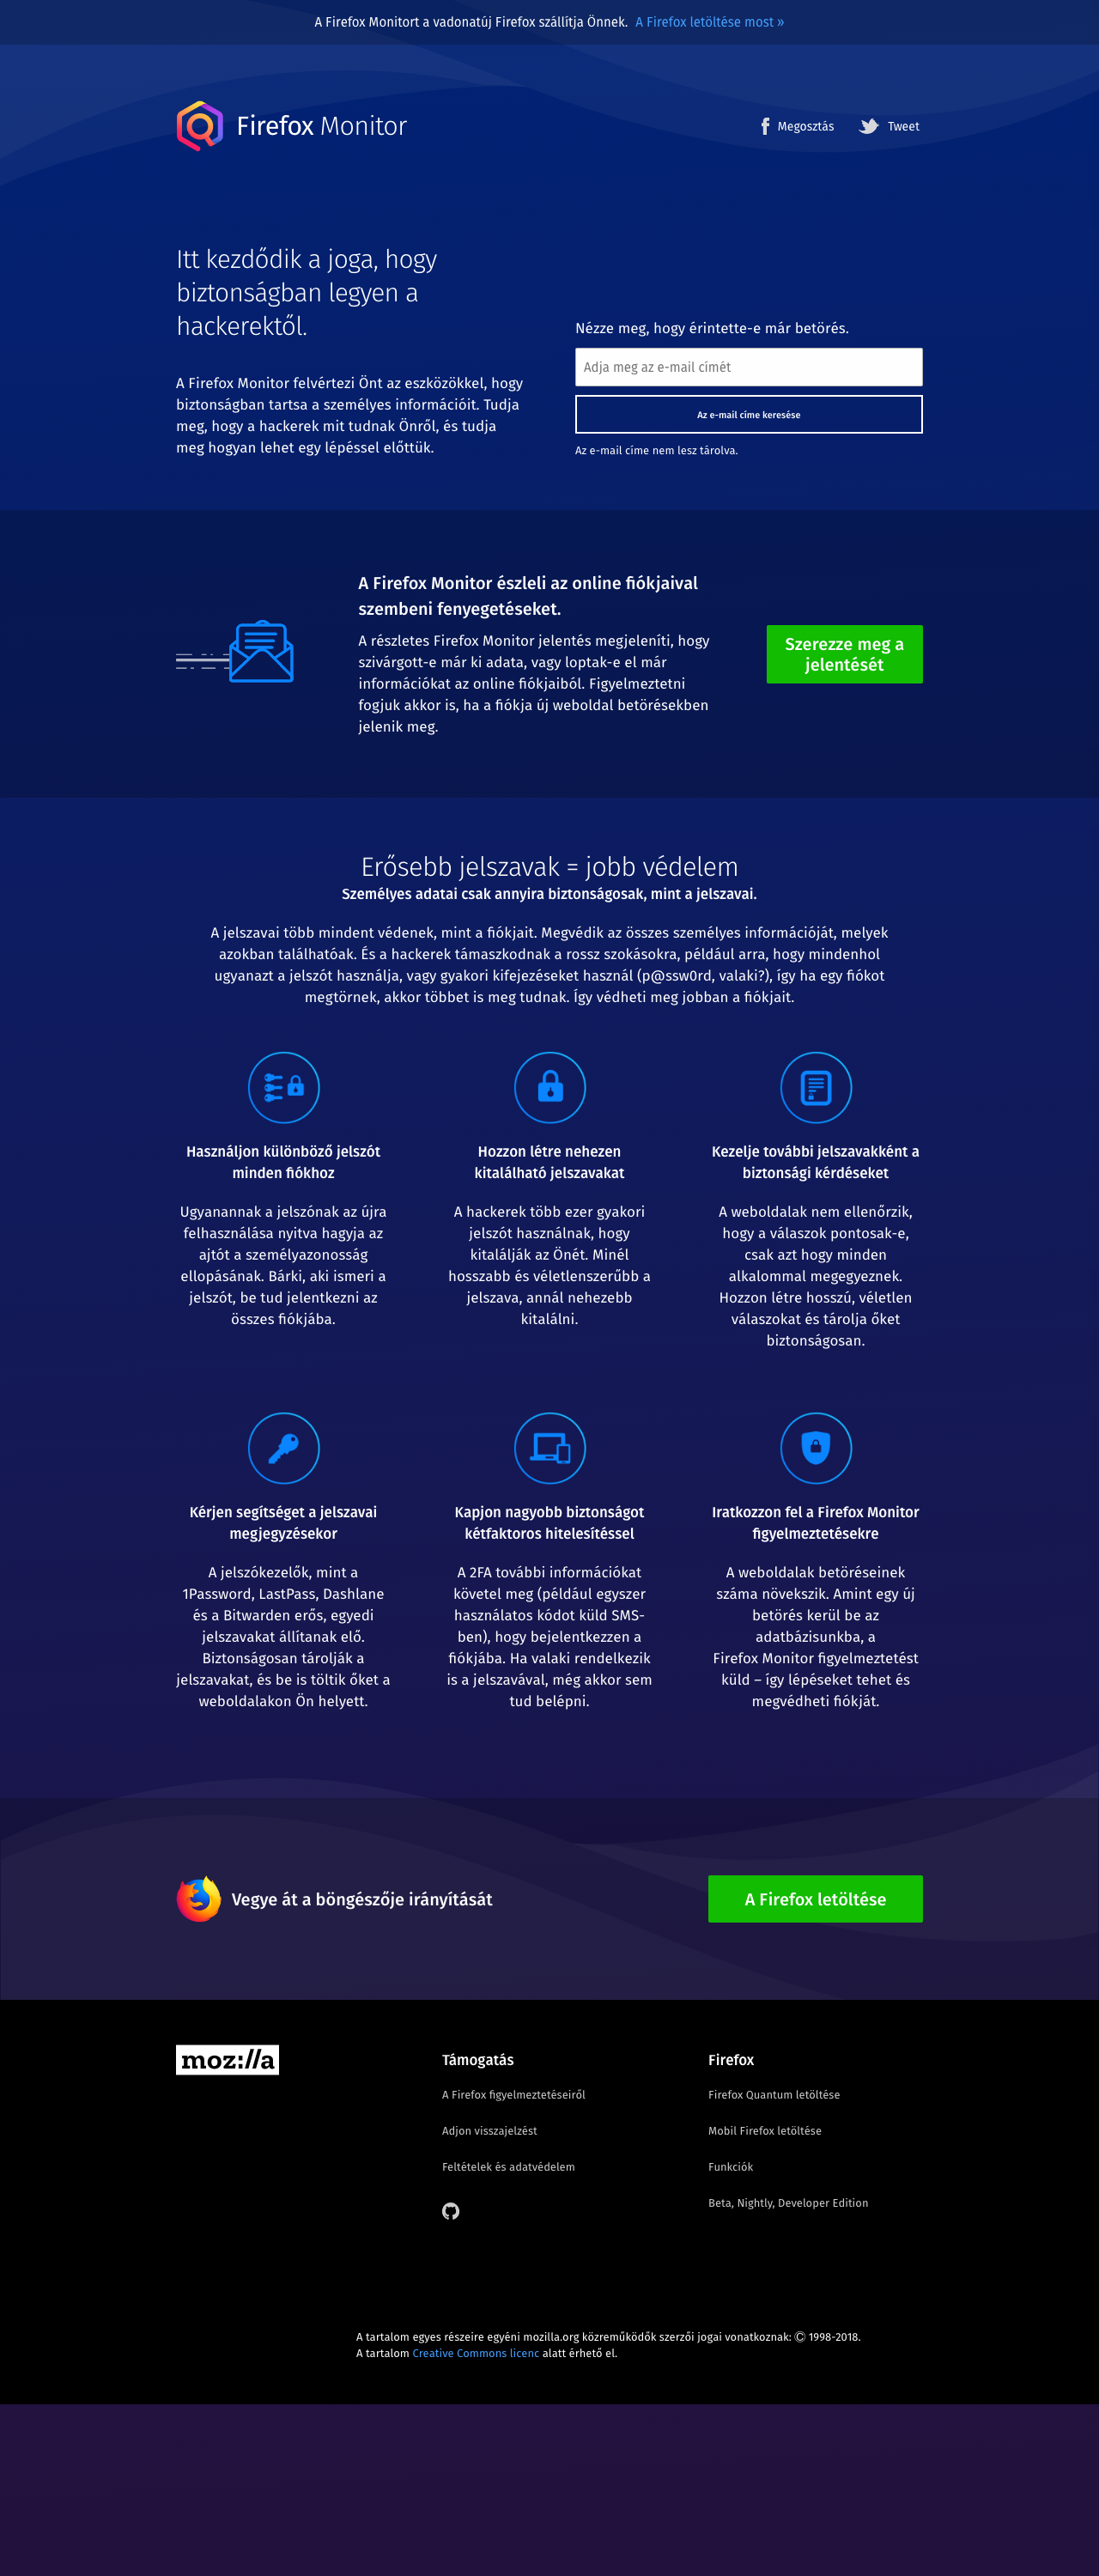 A Firefox Monitort a vadonatúj Firefox szállítja Önnek. A Firefox letöltése most »
Firefox Monitor
Megosztás
Tweet
Itt kezdődik a joga, hogy
biztonságban legyen a
hackerektől.
A Firefox Monitor felvértezi Önt az eszközökkel, hogy
biztonságban tartsa a személyes információit. Tudja
meg, hogy a hackerek mit tudnak Önről, és tudja
meg hogyan lehet egy lépéssel előttük.
Nézze meg, hogy érintette-e már betörés.
Adja meg az e-mail címét
Az e-mail címe keresése
Az e-mail címe nem lesz tárolva.
A Firefox Monitor észleli az online fiókjaival
szembeni fenyegetéseket.
A részletes Firefox Monitor jelentés megjeleníti, hogy
szivárgott-e már ki adata, vagy loptak-e el már
információkat az online fiókjaiból. Figyelmeztetni
fogjuk akkor is, ha a fiókja új weboldal betörésekben
jelenik meg.
Szerezze meg a
jelentését
Erősebb jelszavak = jobb védelem
Személyes adatai csak annyira biztonságosak, mint a jelszavai.
A jelszavai több mindent védenek, mint a fiókjait. Megvédik az összes személyes információját, melyek
azokban találhatóak. És a hackerek támaszkodnak a rossz szokásokra, például arra, hogy mindenhol
ugyanazt a jelszót használja, vagy gyakori kifejezéseket használ (p@ssw0rd, valaki?), így ha egy fiókot
megtörnek, akkor többet is meg tudnak. Így védheti meg jobban a fiókjait.
Használjon különböző jelszót
minden fiókhoz
Ugyanannak a jelszónak az újra
felhasználása nyitva hagyja az
ajtót a személyazonosság
ellopásának. Bárki, aki ismeri a
jelszót, be tud jelentkezni az
összes fiókjába.
Hozzon létre nehezen
kitalálható jelszavakat
A hackerek több ezer gyakori
jelszót használnak, hogy
kitalálják az Önét. Minél
hosszabb és véletlenszerűbb a
jelszava, annál nehezebb
kitalálni.
Kezelje további jelszavakként a
biztonsági kérdéseket
A weboldalak nem ellenőrzik,
hogy a válaszok pontosak-e,
csak azt hogy minden
alkalommal megegyeznek.
Hozzon létre hosszú, véletlen
válaszokat és tárolja őket
biztonságosan.
Kérjen segítséget a jelszavai
megjegyzésekor
A jelszókezelők, mint a
1Password, LastPass, Dashlane
és a Bitwarden erős, egyedi
jelszavakat állítanak elő.
Biztonságosan tárolják a
jelszavakat, és be is töltik őket a
weboldalakon Ön helyett.
Kapjon nagyobb biztonságot
kétfaktoros hitelesítéssel
A 2FA további információkat
követel meg (például egyszer
használatos kódot küld SMS-
ben), hogy bejelentkezzen a
fiókjába. Ha valaki rendelkezik
is a jelszavával, még akkor sem
tud belépni.
Iratkozzon fel a Firefox Monitor
figyelmeztetésekre
A weboldalak betöréseinek
száma növekszik. Amint egy új
betörés kerül be az
adatbázisunkba, a
Firefox Monitor figyelmeztetést
küld – így lépéseket tehet és
megvédheti fiókját.
Vegye át a böngészője irányítását
A Firefox letöltése
moz://a
Támogatás
A Firefox figyelmeztetéseiről
Adjon visszajelzést
Feltételek és adatvédelem
Firefox
Firefox Quantum letöltése
Mobil Firefox letöltése
Funkciók
Beta, Nightly, Developer Edition
A tartalom egyes részeire egyéni mozilla.org közreműködők szerzői jogai vonatkoznak: © 1998-2018.
A tartalom Creative Commons licenc alatt érhető el.